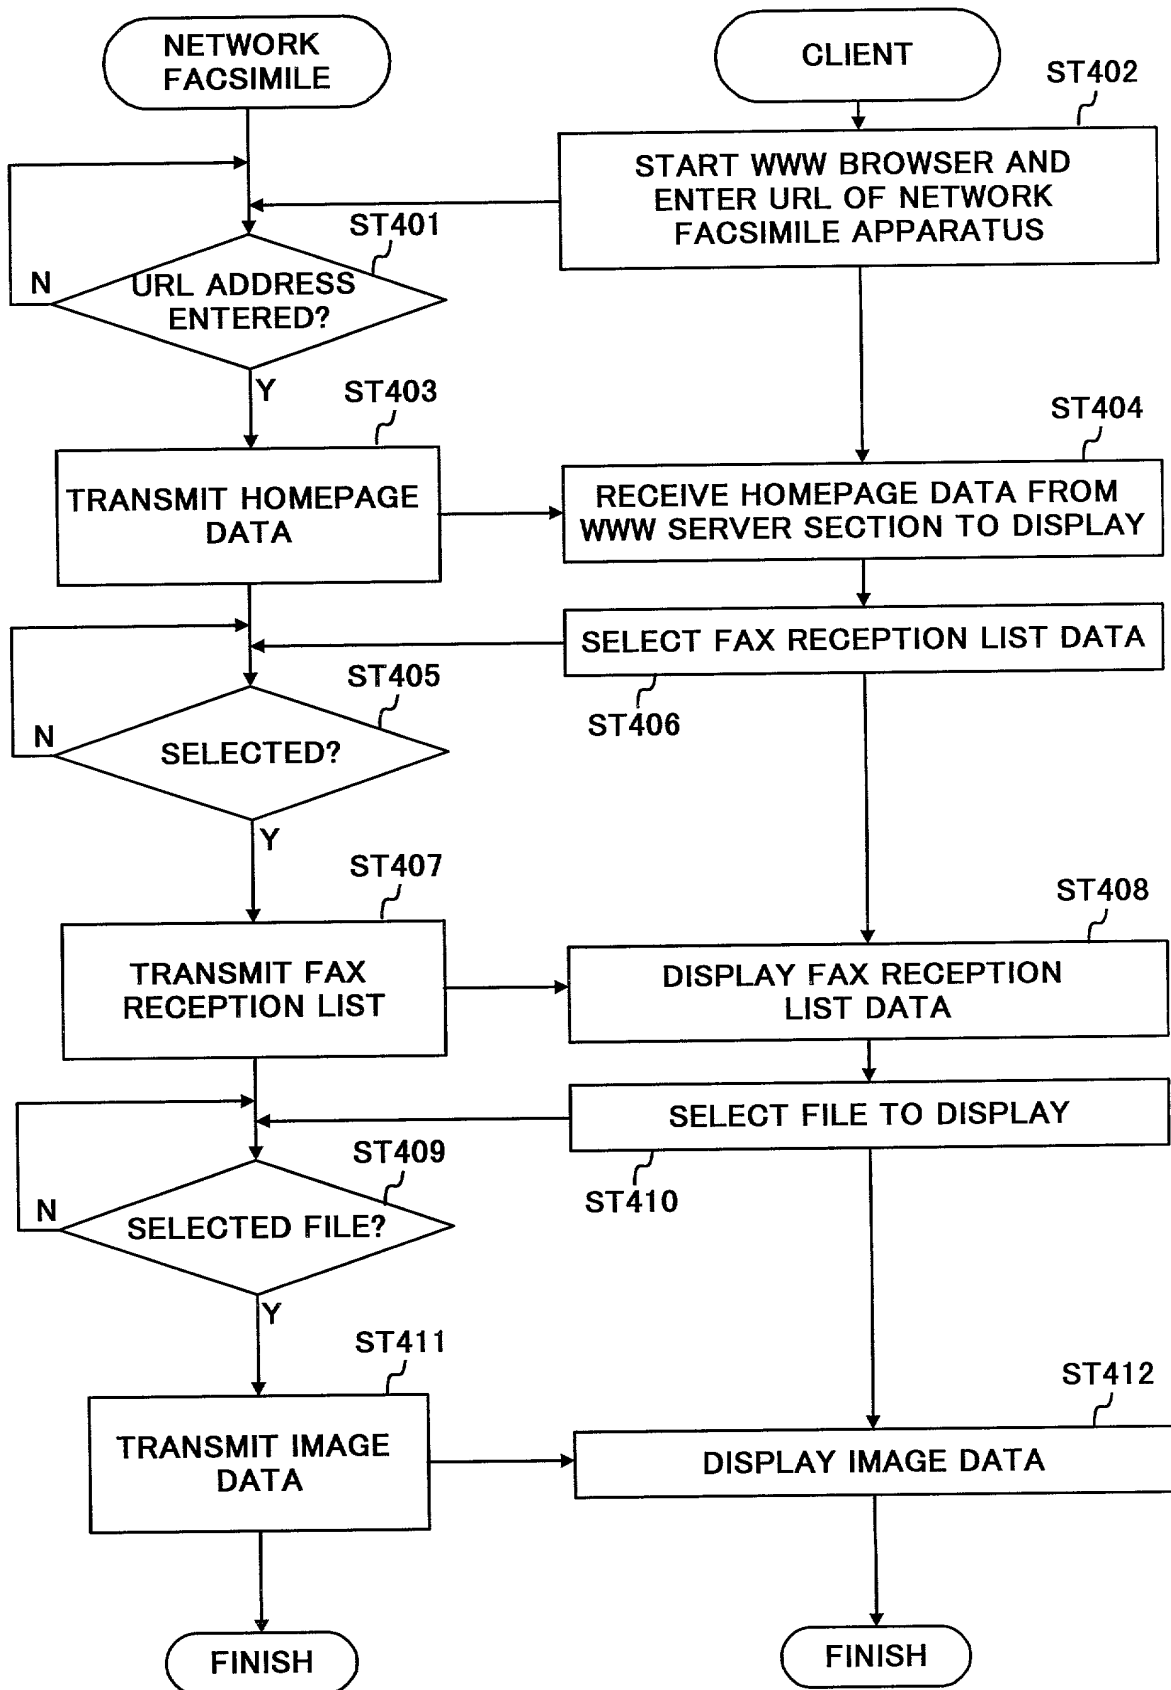 NETWORK
FACSIMILE
CLIENT
ST402
START WWW BROWSER AND
ENTER URL OF NETWORK
FACSIMILE APPARATUS
ST401
N
URL ADDRESS
ENTERED?
Y
ST403
ST404
TRANSMIT HOMEPAGE
DATA
RECEIVE HOMEPAGE DATA FROM
WWW SERVER SECTION TO DISPLAY
SELECT FAX RECEPTION LIST DATA
ST405
ST406
N
SELECTED?
Y
ST407
ST408
TRANSMIT FAX
RECEPTION LIST
DISPLAY FAX RECEPTION
LIST DATA
SELECT FILE TO DISPLAY
ST409
ST410
N
SELECTED FILE?
Y
ST411
ST412
TRANSMIT IMAGE
DATA
DISPLAY IMAGE DATA
FINISH
FINISH